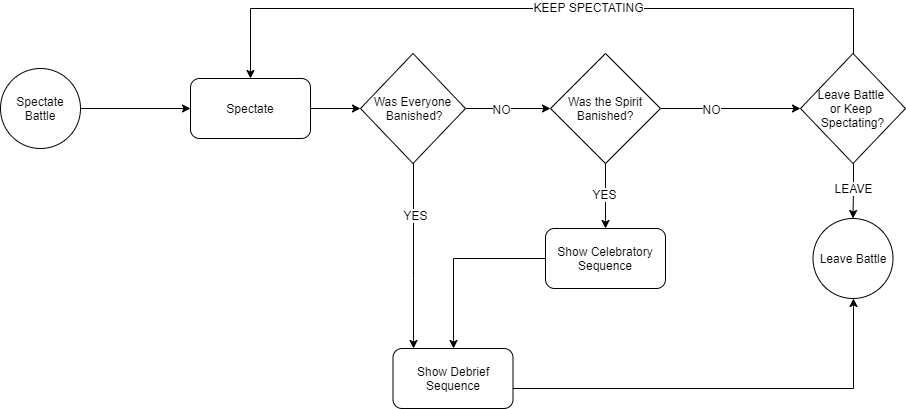 KEEP SPECTATING
Spectate
Battle
Spectate
Was Everyone
Banished?
NO
Was the Spirit
Banished?
NO
Leave Battle
or Keep
Spectating?
YES
YES
LEAVE
Show Celebratory
Sequence
Leave Battle
Show Debrief
Sequence